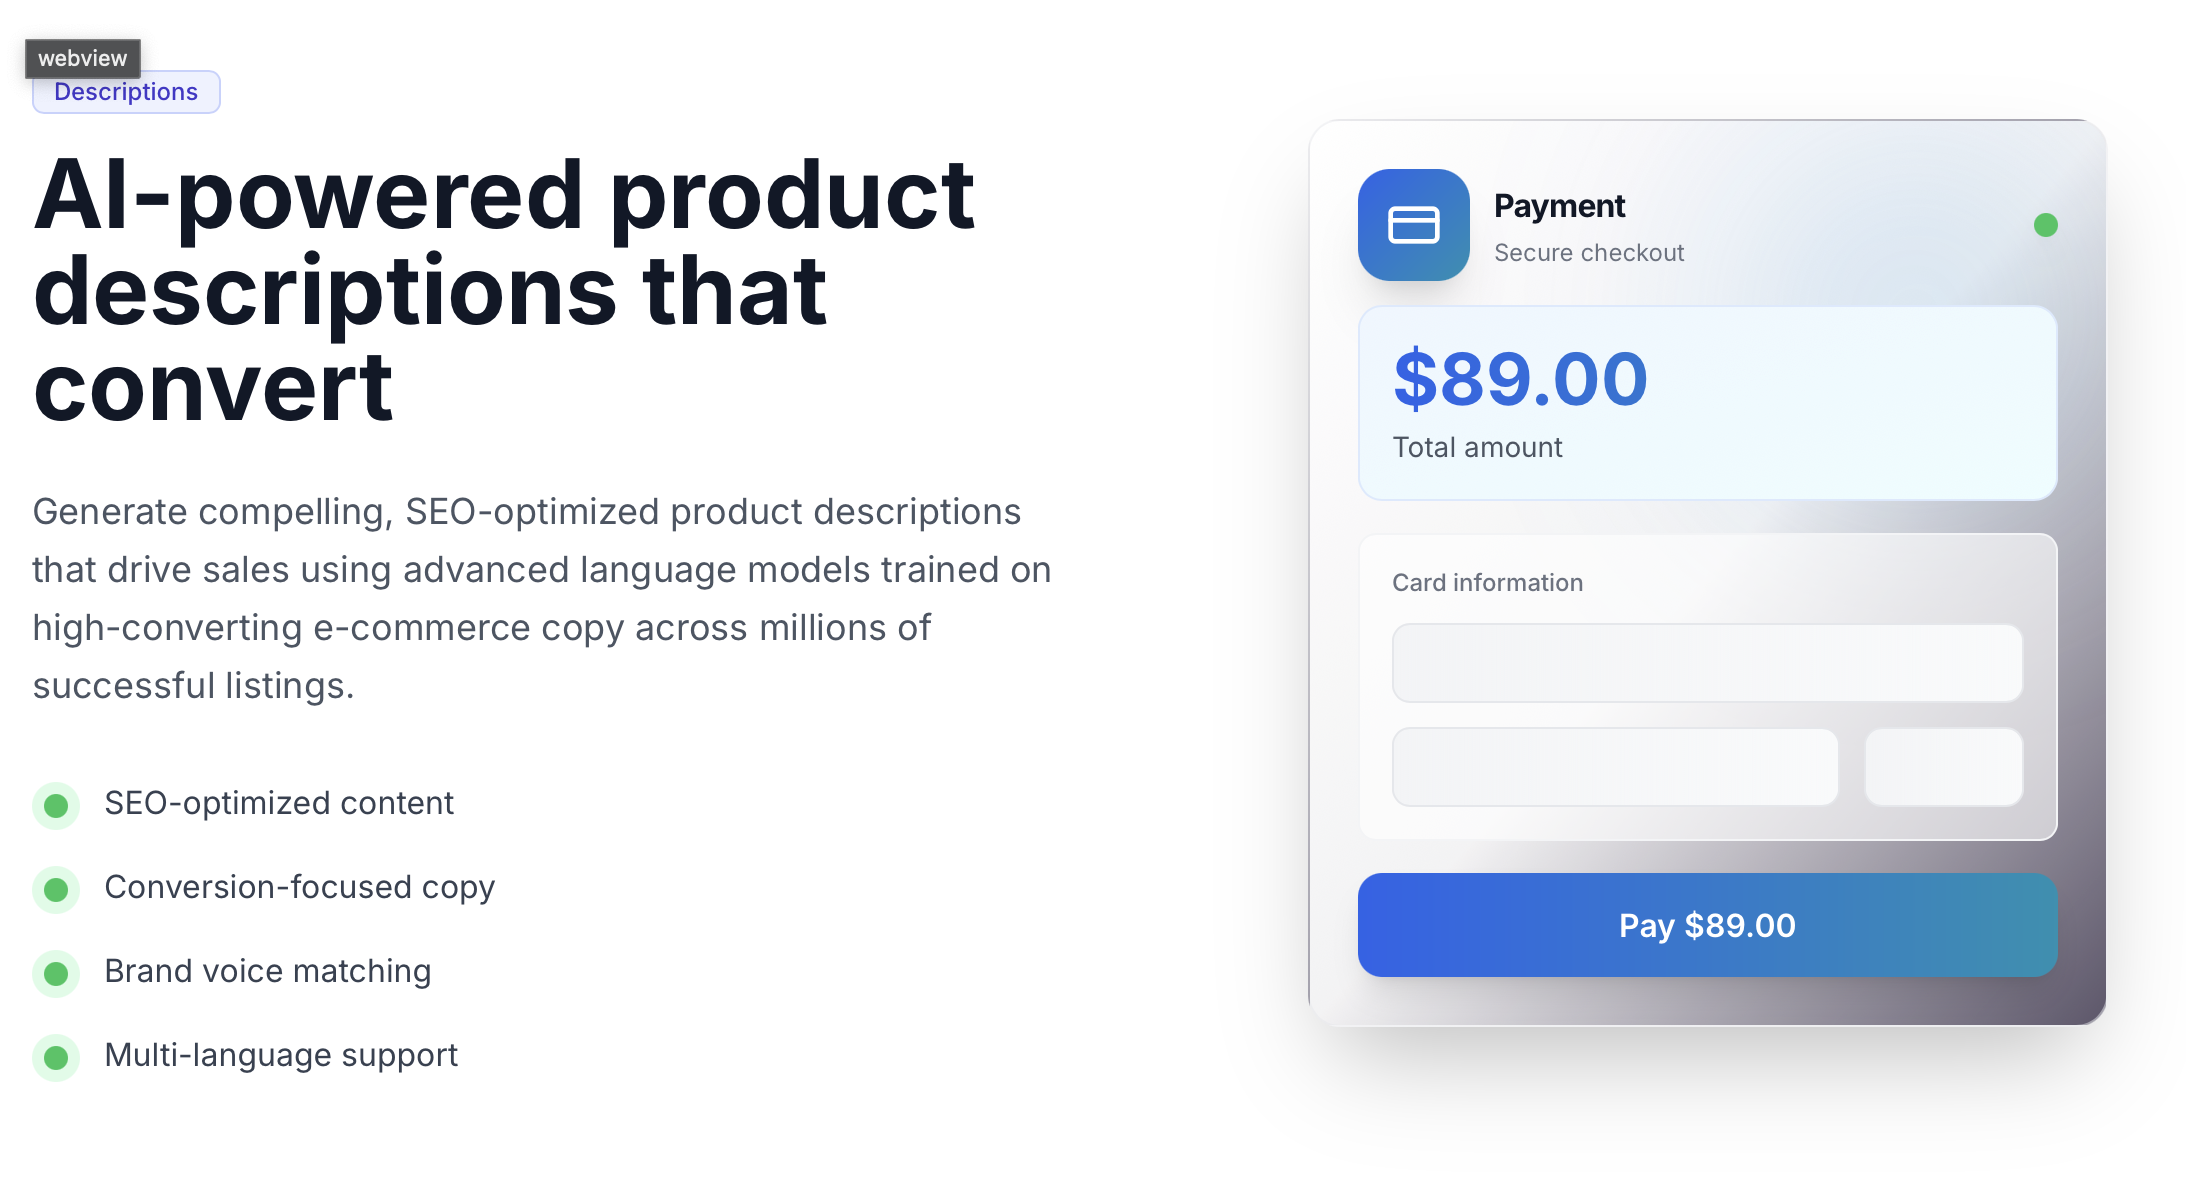 webview
Descriptions
AI-powered product
descriptions that
convert
Generate compelling, SEO-optimized product descriptions
that drive sales using advanced language models trained on
high-converting e-commerce copy across millions of
successful listings.
SEO-optimized content
Conversion-focused copy
Brand voice matching
Multi-language support
Payment
Secure checkout
$89.00
Total amount
Card information
Pay $89.00